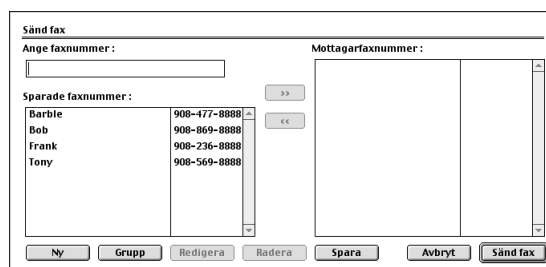 Sänd fax
Ange faxnummer :
Mottagarfaxnummer :
>>
Sparade faxnummer :
<<
Barble 908-477-8888
Bob 908-869-8888
Frank 908-236-8888
Tony 908-569-8888
Ny Grupp Redigera Radera Spara Avbryt Sänd fax